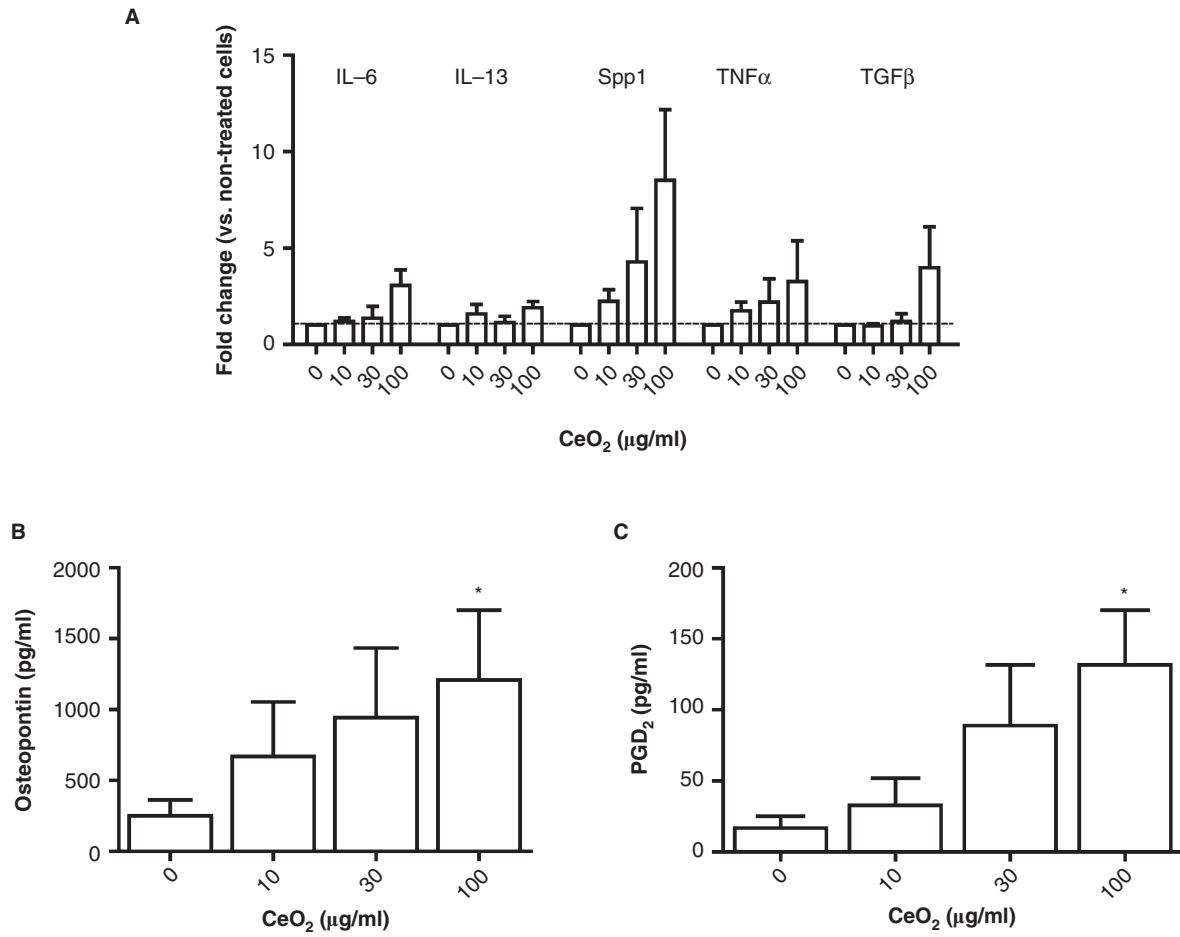 A
Fold change (vs. non-treated cells)
15
10
5
0
IL–6
IL–13
Spp1
TNFα
TGFβ
0 10 30 100 0 10 30 100 0 10 30 100 0 10 30 100 0 10 30 100
CeO₂ (μg/ml)
B
Osteopontin (pg/ml)
2000
1500
1000
500
0
*
0 10 30 100
CeO₂ (μg/ml)
C
PGD₂ (pg/ml)
200
150
100
50
0
*
0 10 30 100
CeO₂ (μg/ml)